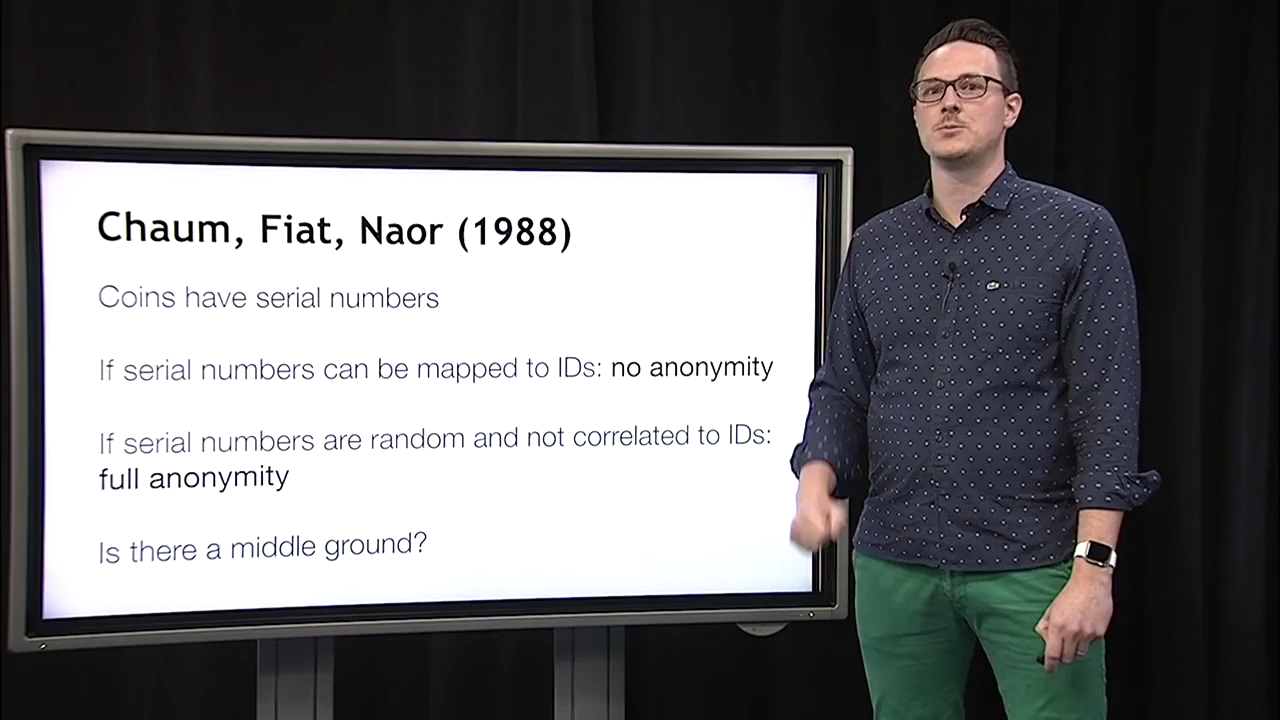 Chaum, Fiat, Naor (1988)
Coins have serial numbers
If serial numbers can be mapped to IDs: no anonymity
If serial numbers are random and not correlated to IDs:
full anonymity
Is there a middle ground?